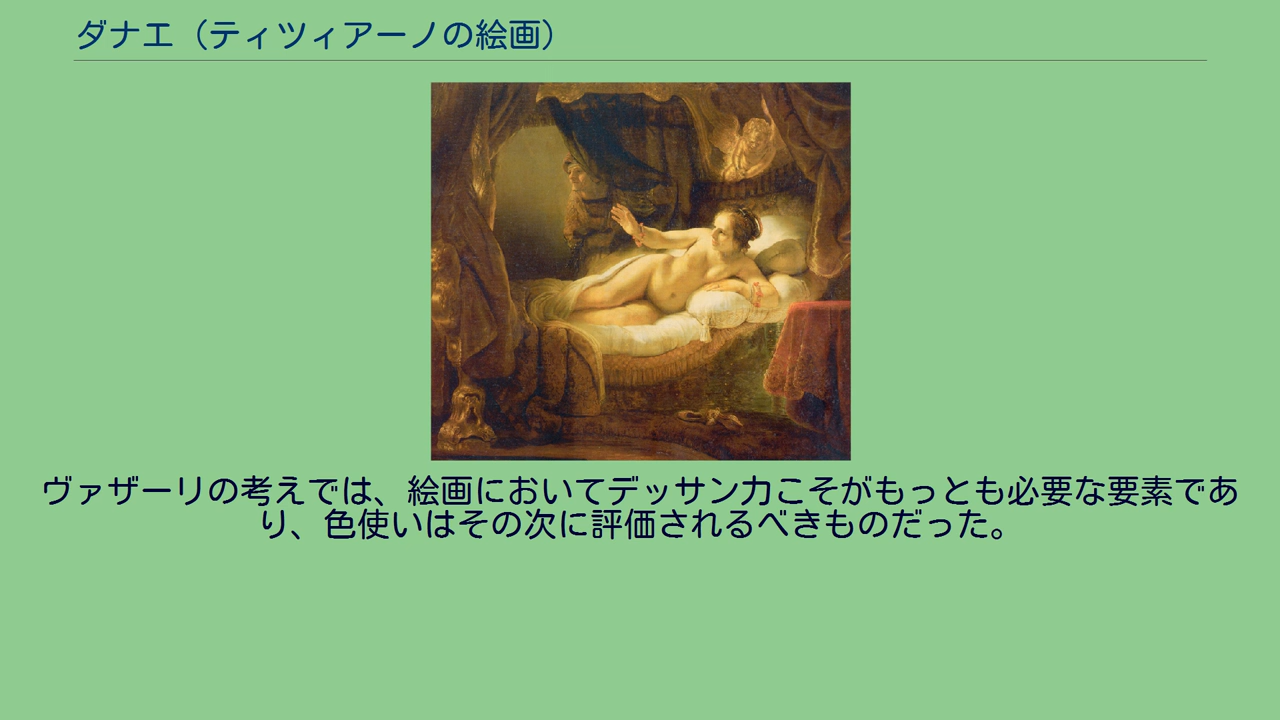 ダナエ（ティツィアーノの絵画）
ヴァザーリの考えでは、絵画においてデッサン力こそがもっとも必要な要素であ
り、色使いはその次に評価されるべきものだった。